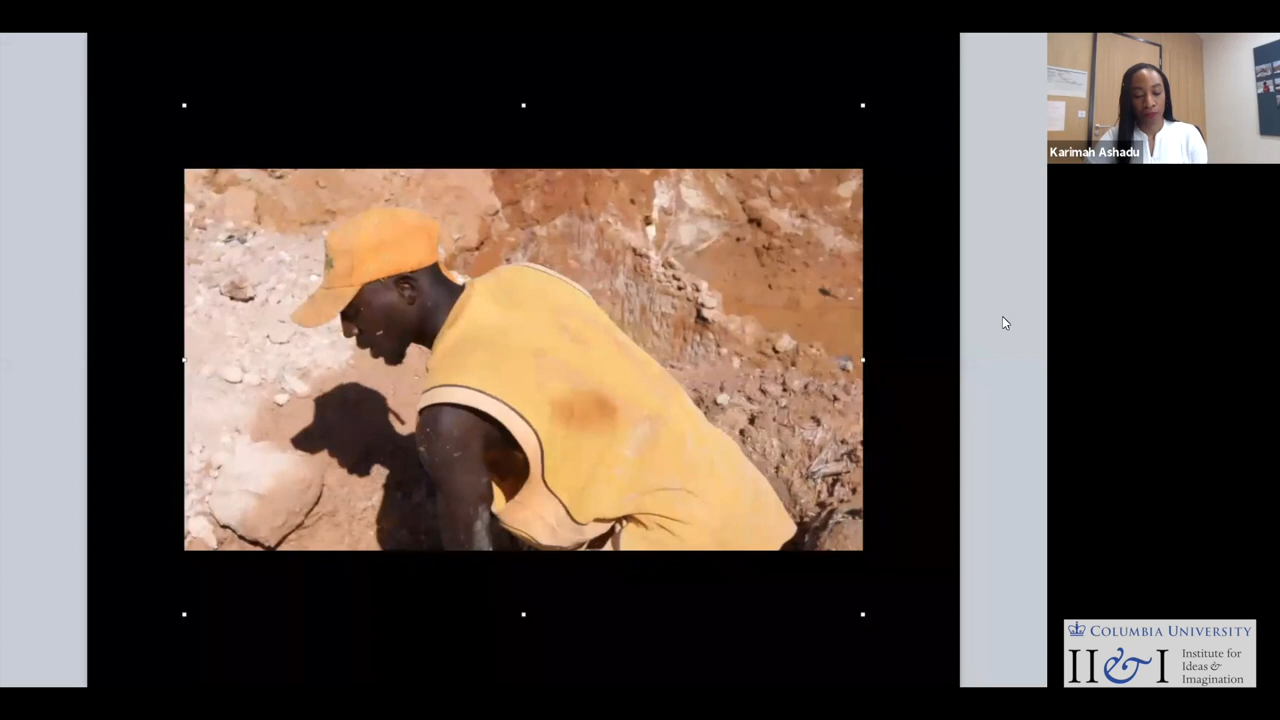 Karimah Ashadu
COLUMBIA UNIVERSITY
II&I
Institute for
Ideas &
Imagination